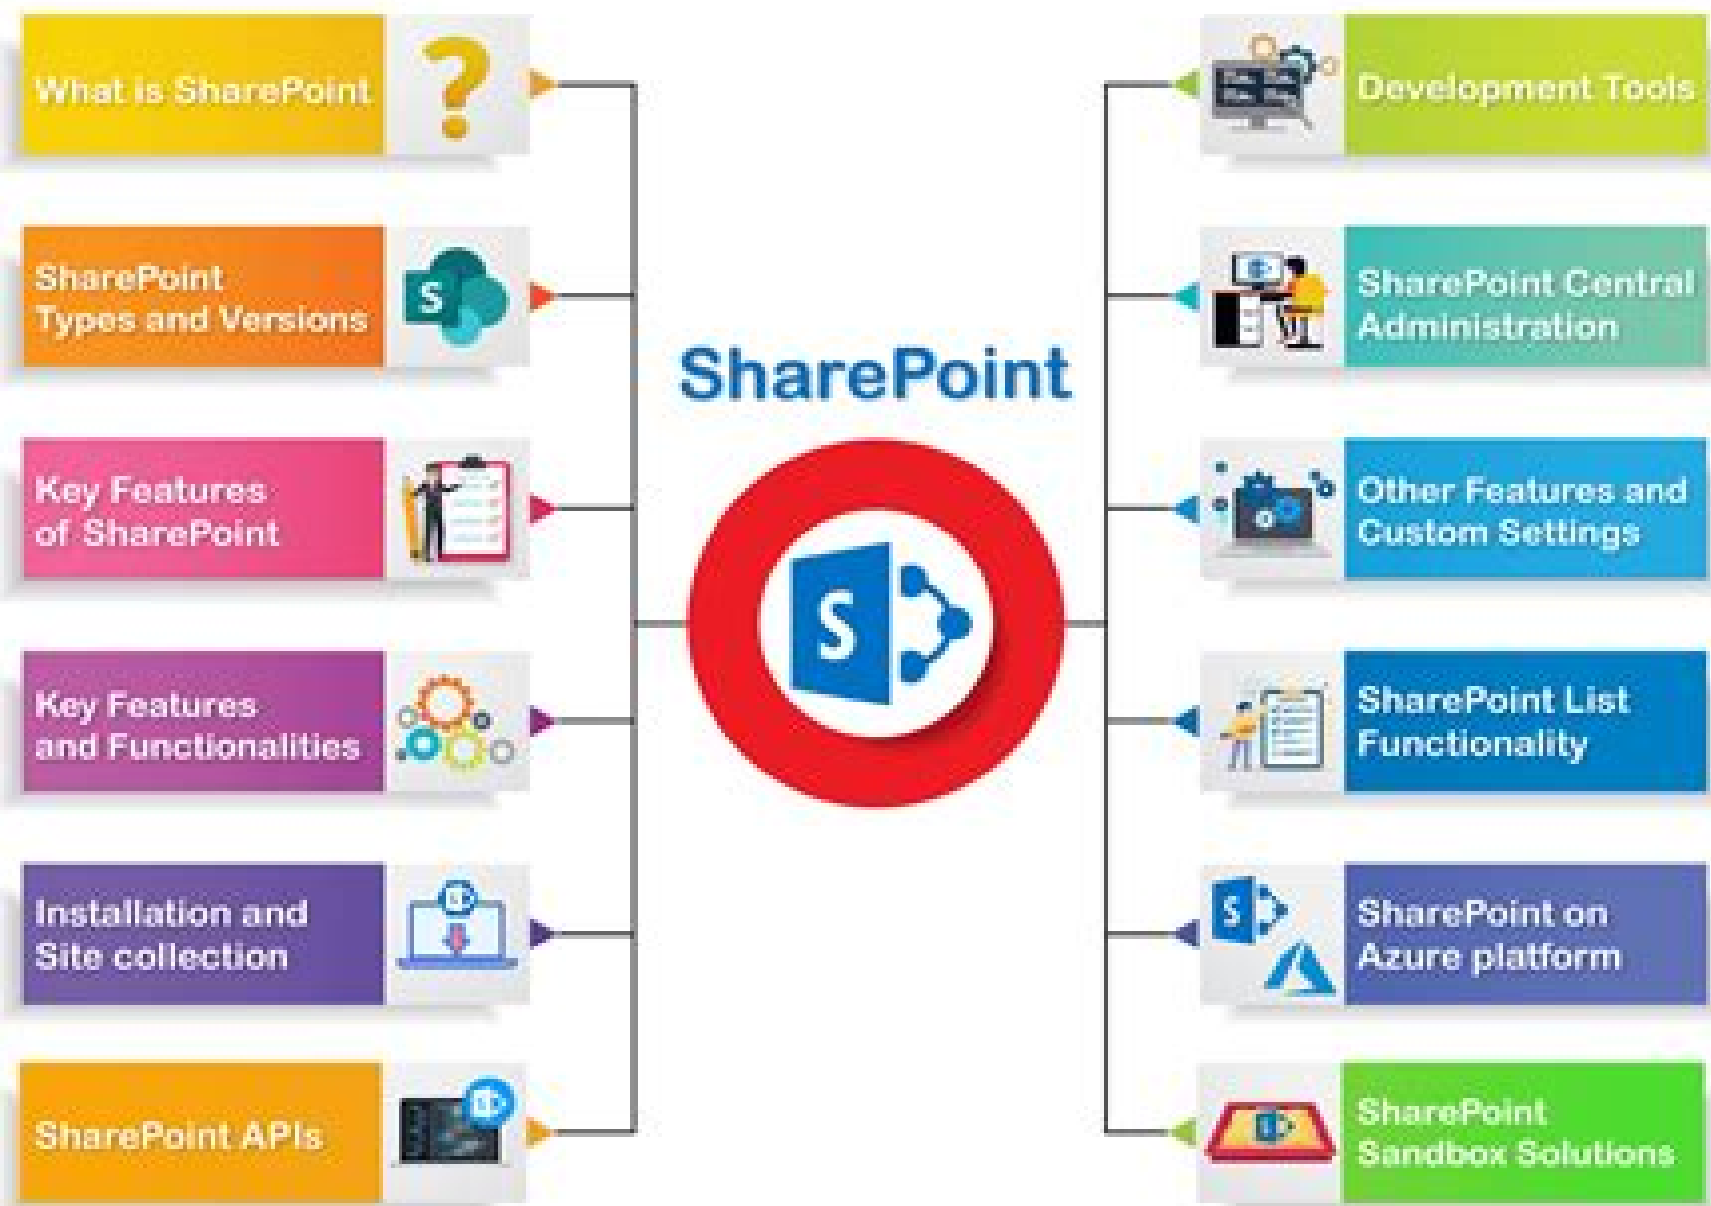 What is SharePoint
SharePoint
Types and Versions
S
Key Features
of SharePoint
Key Features
and Functionalities
Installation and
Site collection
SharePoint APIs
SharePoint
S
Development Tools
SharePoint Central
Administration
Other Features and
Custom Settings
SharePoint List
Functionality
S
SharePoint on
Azure platform
SharePoint
Sandbox Solutions